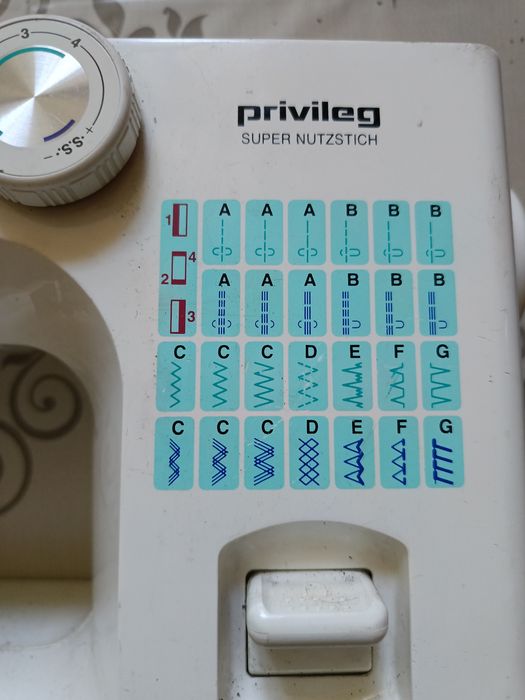 3 4
+ ·S.S· -
privileg
SUPER NUTZSTICH
1 A A A B B B
2 4
3 A A A B B B
C C C D E F G
C C C D E F G